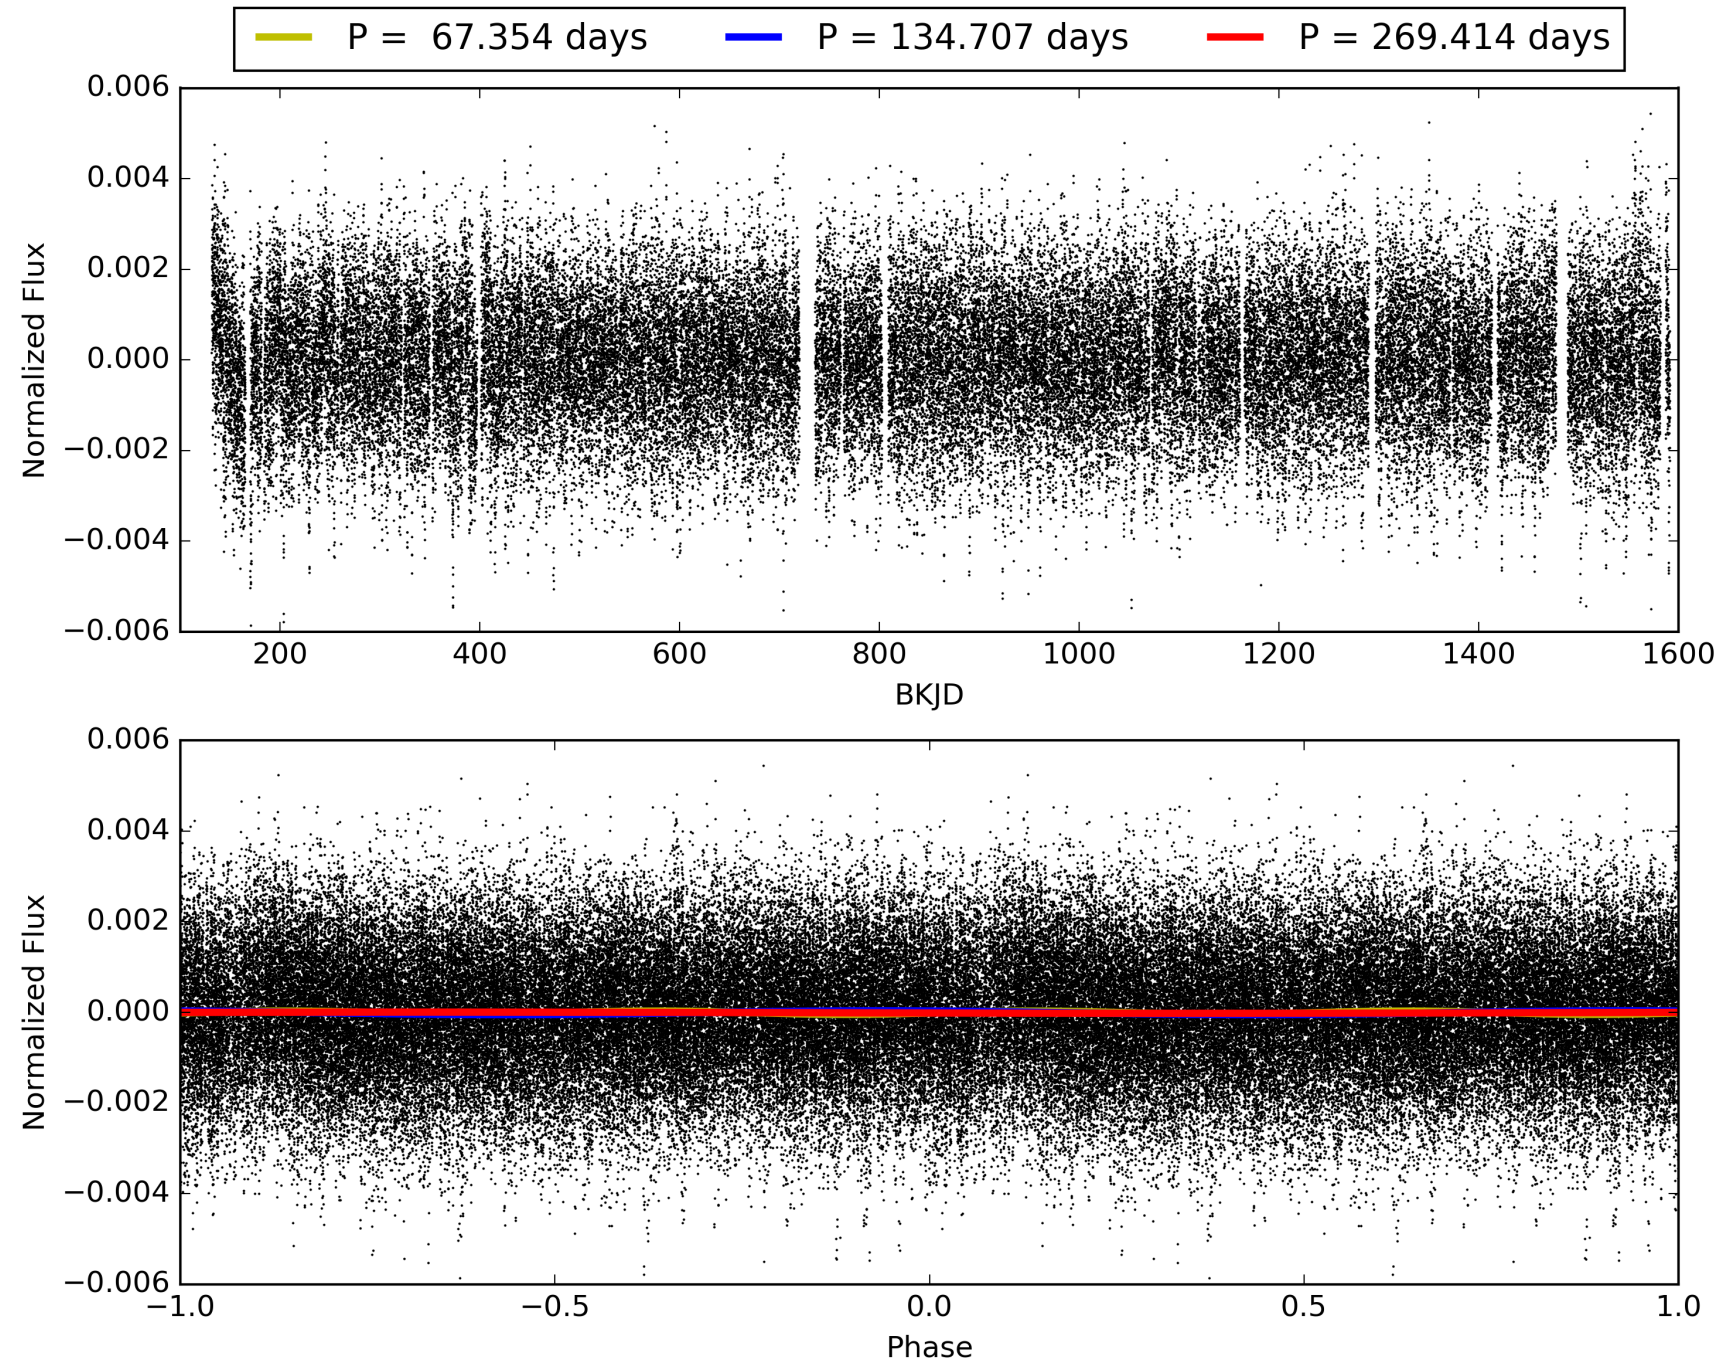 P =  67.354 days P = 134.707 days P = 269.414 days
0.006
0.004
0.002
0.000
−0.002
−0.004
−0.006
Normalized Flux
200 400 600 800 1000 1200 1400 1600
BKJD
0.006
0.004
0.002
0.000
−0.002
−0.004
−0.006
Normalized Flux
−1.0 −0.5 0.0 0.5 1.0
Phase